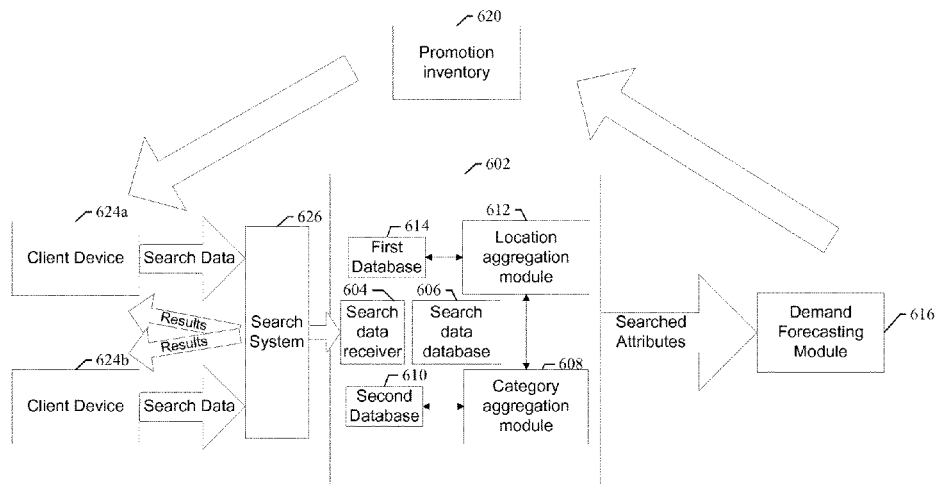 620
Promotion
inventory
602
624a
626
612
614
Client Device
Search Data
First
Database
Location
aggregation
module
604
606
Results
Results
Search
System
Search
data
receiver
Search
data
database
Searched
Attributes
Demand
Forecasting
Module
616
624b
610
608
Client Device
Search Data
Second
Database
Category
aggregation
module